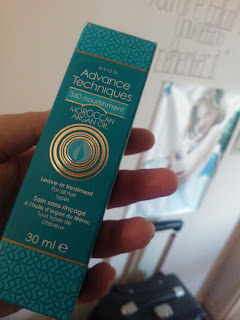 AVON
Advance
Techniques
360 nourishment
MOROCCAN
ARGAN OIL
Leave-in treatment
For all hair
types
Soin sans rinçage
à l'huile d'argan du Maroc
Tous types de
cheveux
30 ml e